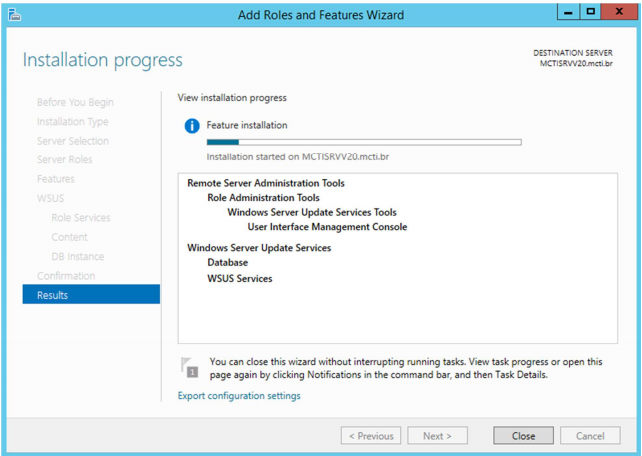 Add Roles and Features Wizard
Installation progress
DESTINATION SERVER
MCTISRVV20.mcti.br
Before You Begin
Installation Type
Server Selection
Server Roles
Features
WSUS
Role Services
Content
DB Instance
Confirmation
Results
View installation progress
Feature installation
Installation started on MCTISRVV20.mcti.br
Remote Server Administration Tools
Role Administration Tools
Windows Server Update Services Tools
User Interface Management Console
Windows Server Update Services
Database
WSUS Services
1
You can close this wizard without interrupting running tasks. View task progress or open this
page again by clicking Notifications in the command bar, and then Task Details.
Export configuration settings
< Previous
Next >
Close
Cancel